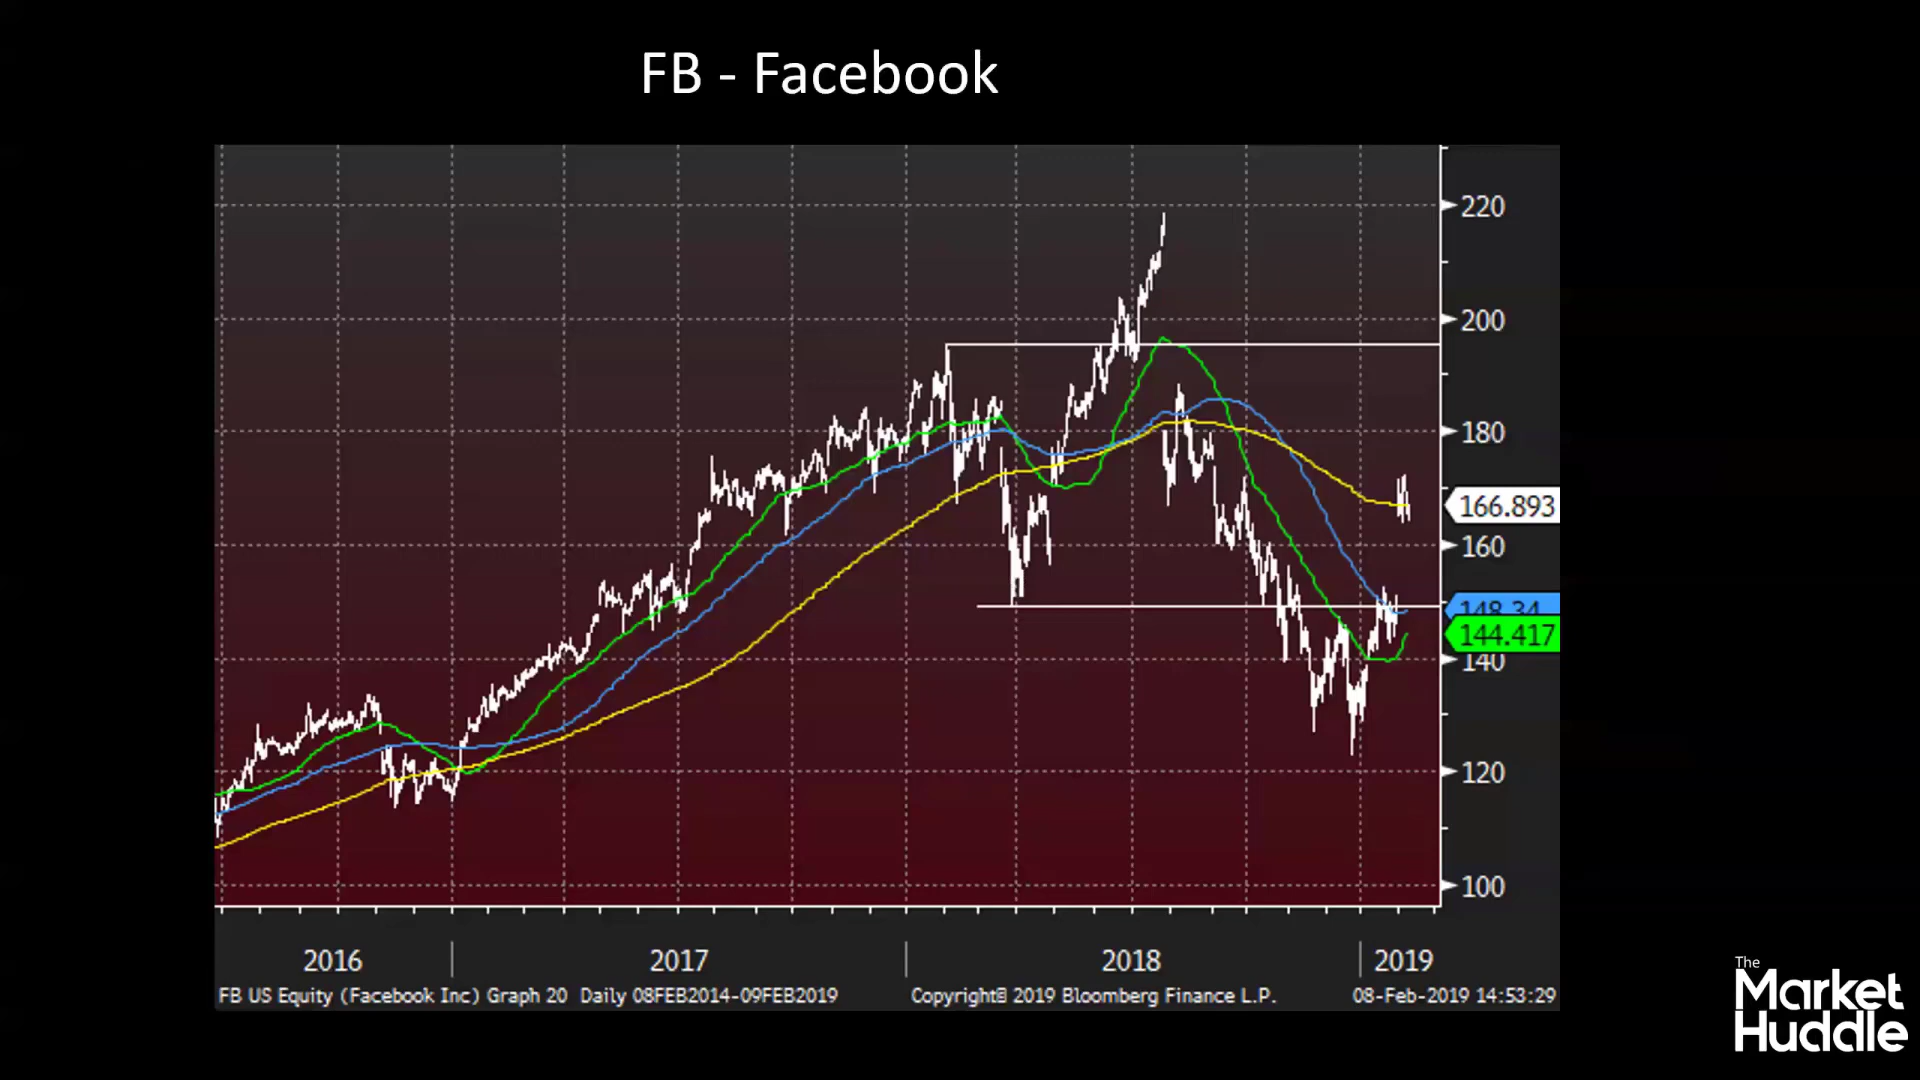 FB - Facebook
220
200
180
166.893
160
148.34
144.417
140
120
100
2016 2017 2018 2019
FB US Equity (Facebook Inc) Graph 20 Daily 08FEB2014-09FEB2019 Copyright© 2019 Bloomberg Finance L.P. 08-Feb-2019 14:53:29
The
Market
Huddle